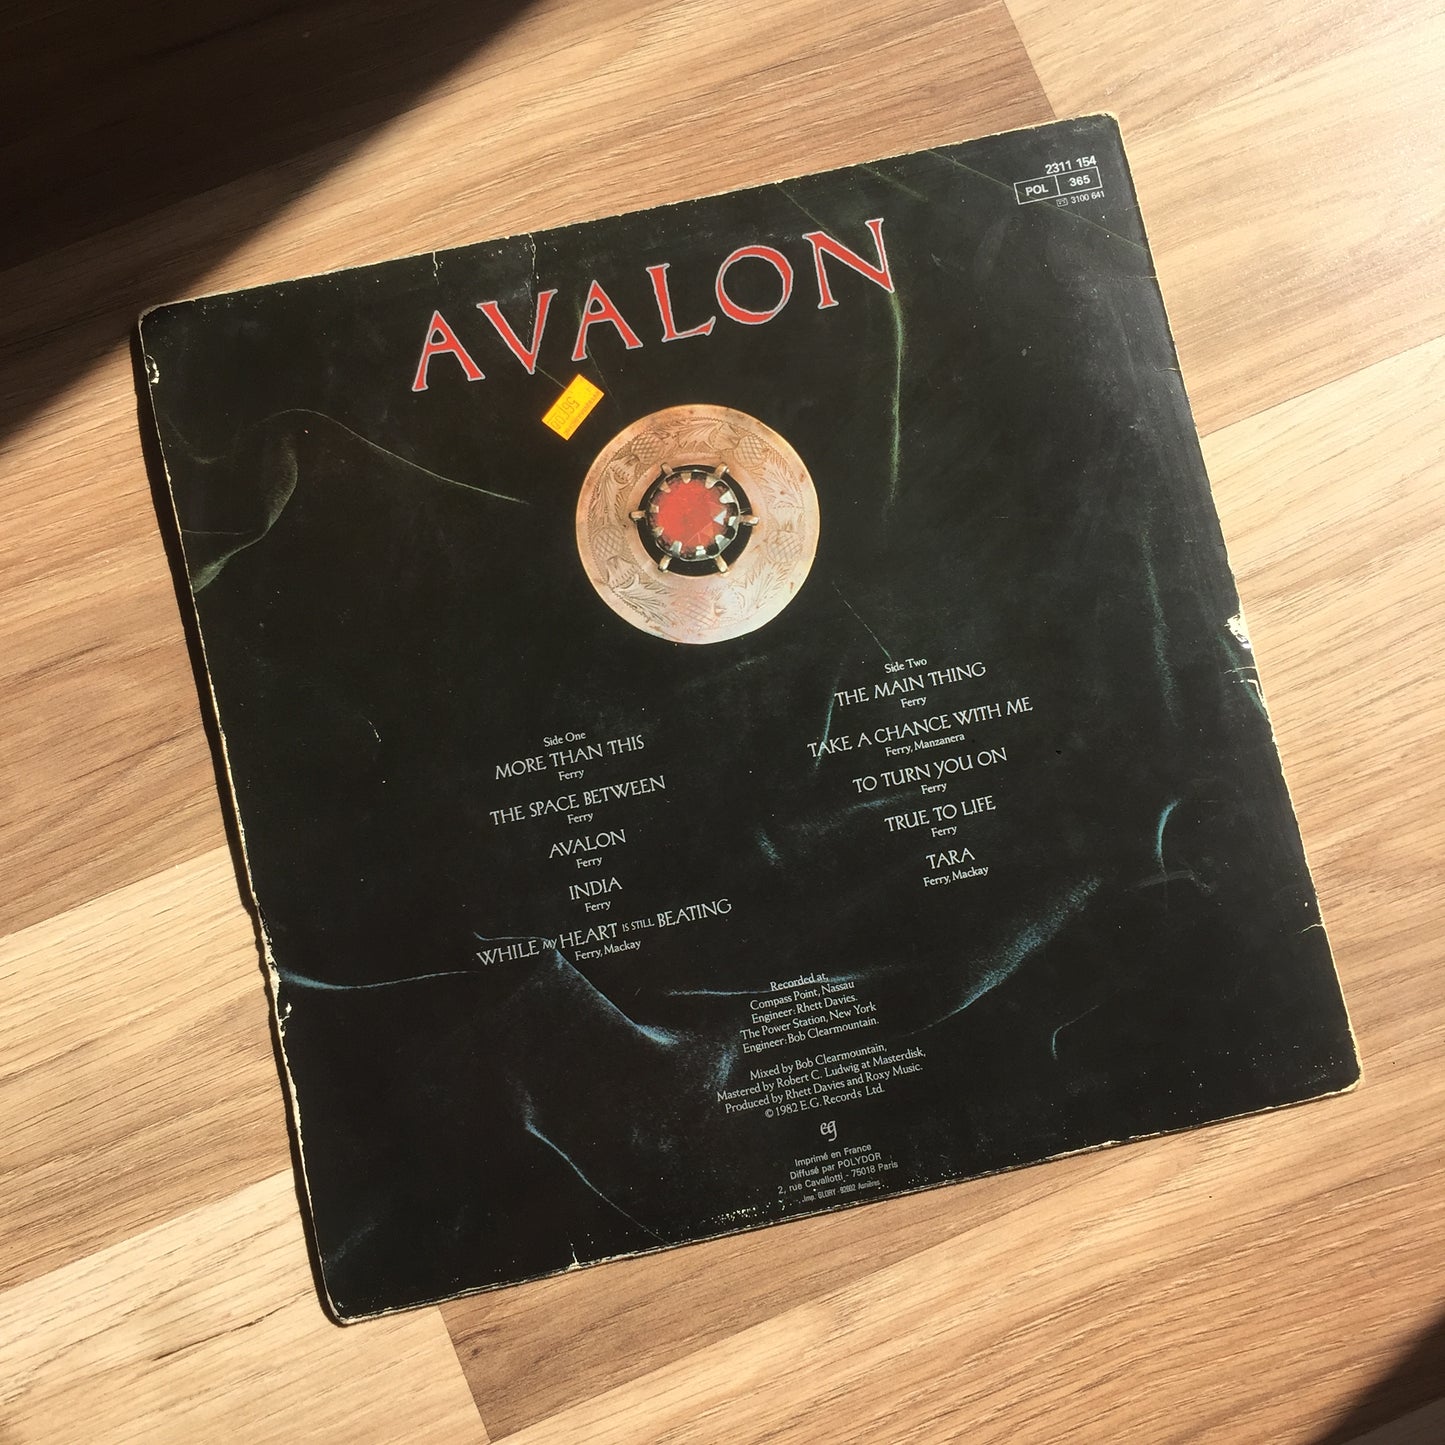 2311 154
POL 365
3100 641
AVALON
Side One
MORE THAN THIS
Ferry
THE SPACE BETWEEN
Ferry
AVALON
Ferry
INDIA
Ferry
WHILE MY HEART IS STILL BEATING
Ferry, Mackay
Side Two
THE MAIN THING
Ferry
TAKE A CHANCE WITH ME
Ferry, Manzanera
TO TURN YOU ON
Ferry
TRUE TO LIFE
Ferry
TARA
Ferry, Mackay
Recorded at,
Compass Point, Nassau
Engineer: Rhett Davies.
The Power Station, New York
Engineer: Bob Clearmountain.
Mixed by Bob Clearmountain,
Mastered by Robert C. Ludwig at Masterdisk,
Produced by Rhett Davies and Roxy Music.
© 1982 E.G. Records Ltd.
eg
Imprimé en France
Diffusé par POLYDOR
2, rue Cavallotti - 75018 Paris
Imp. GLORY - 92602 Asnières